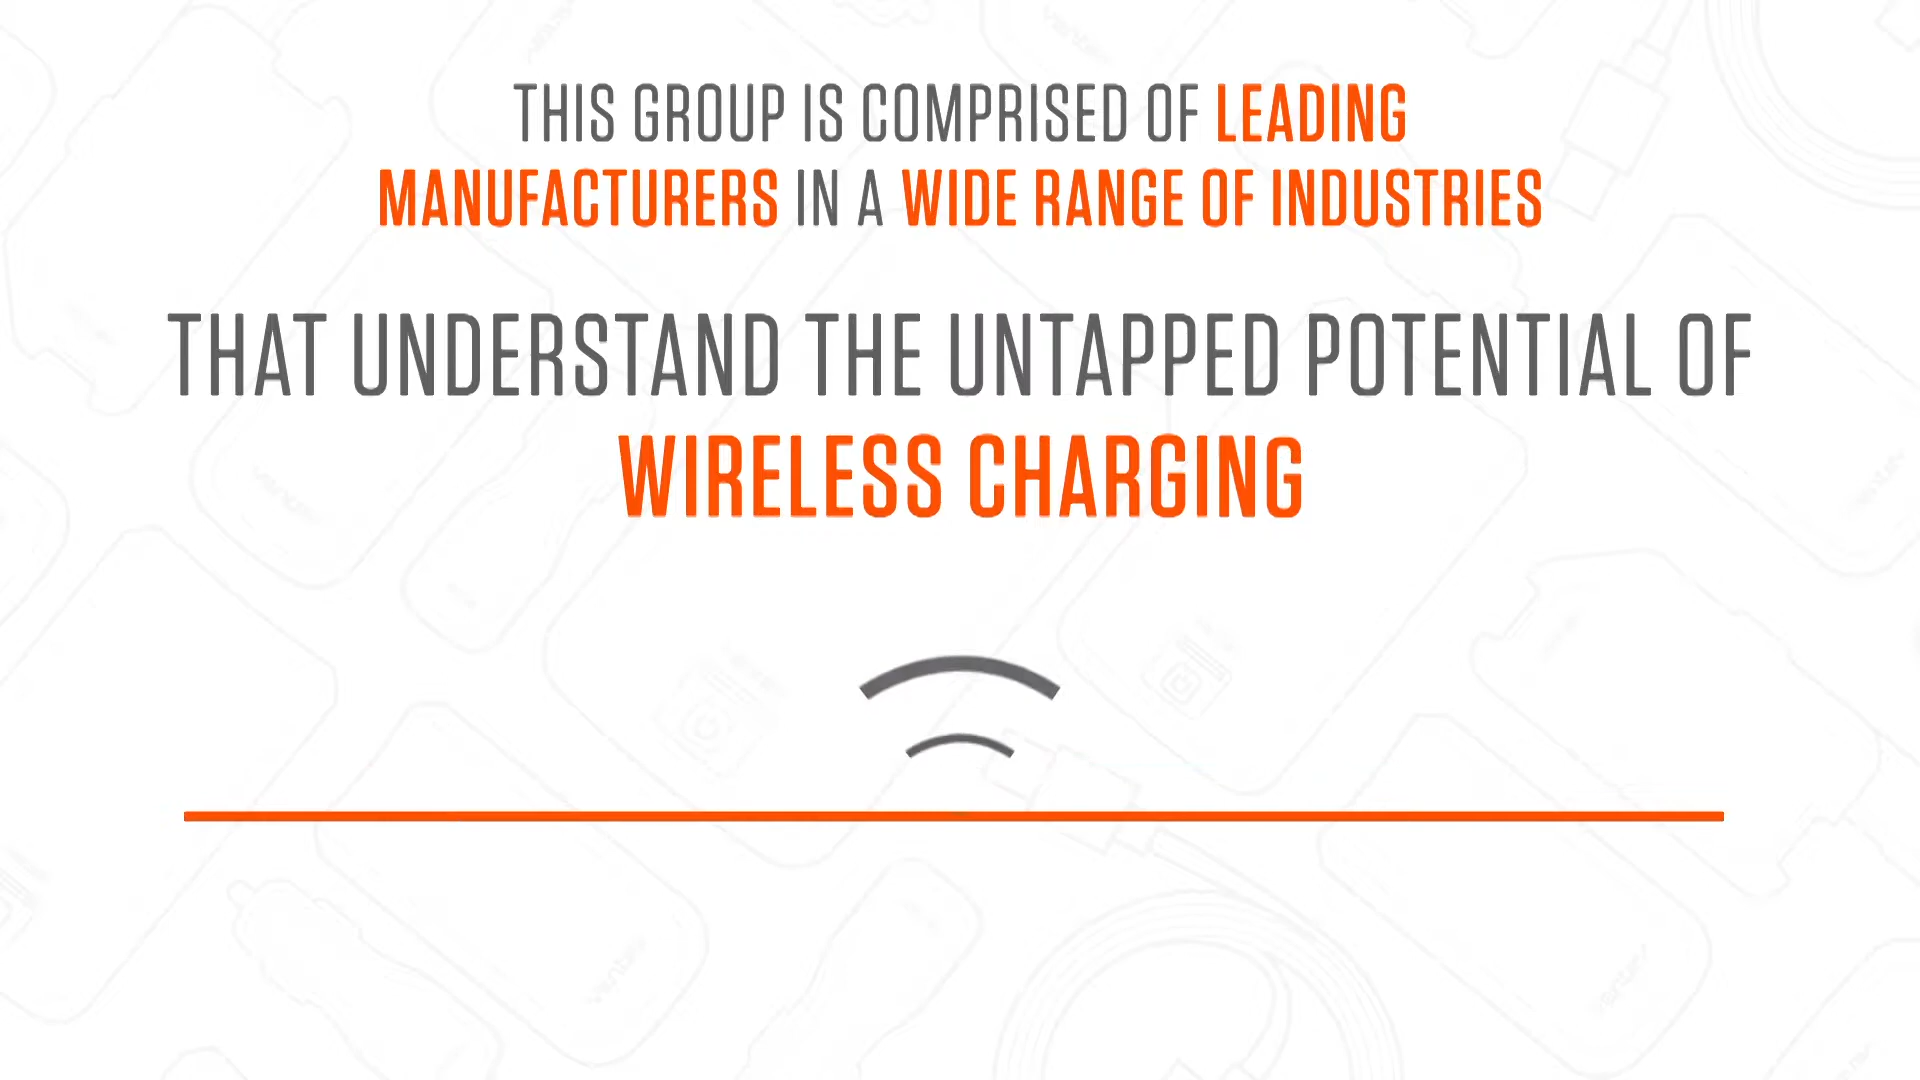 THIS GROUP IS COMPRISED OF LEADING
MANUFACTURERS IN A WIDE RANGE OF INDUSTRIES
THAT UNDERSTAND THE UNTAPPED POTENTIAL OF
WIRELESS CHARGING